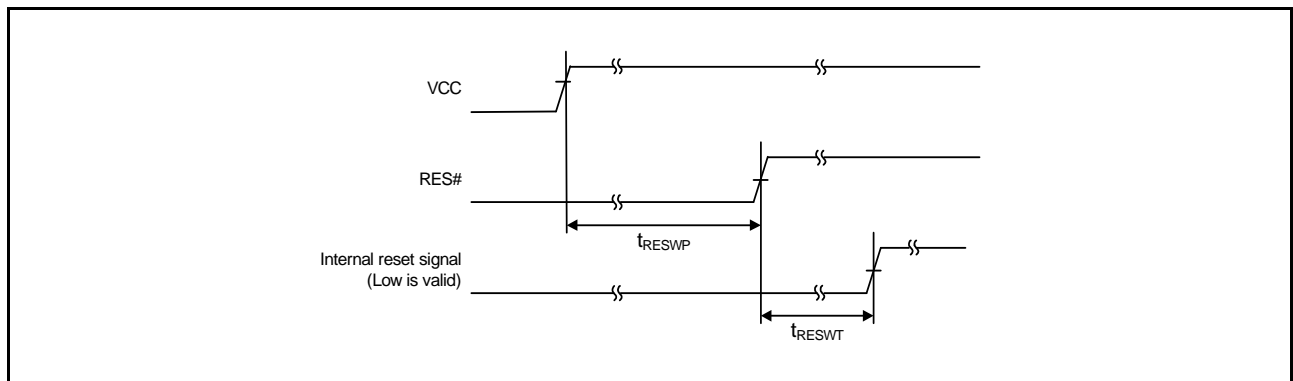 VCC
RES#
tRESWP
Internal reset signal
(Low is valid)
tRESWT